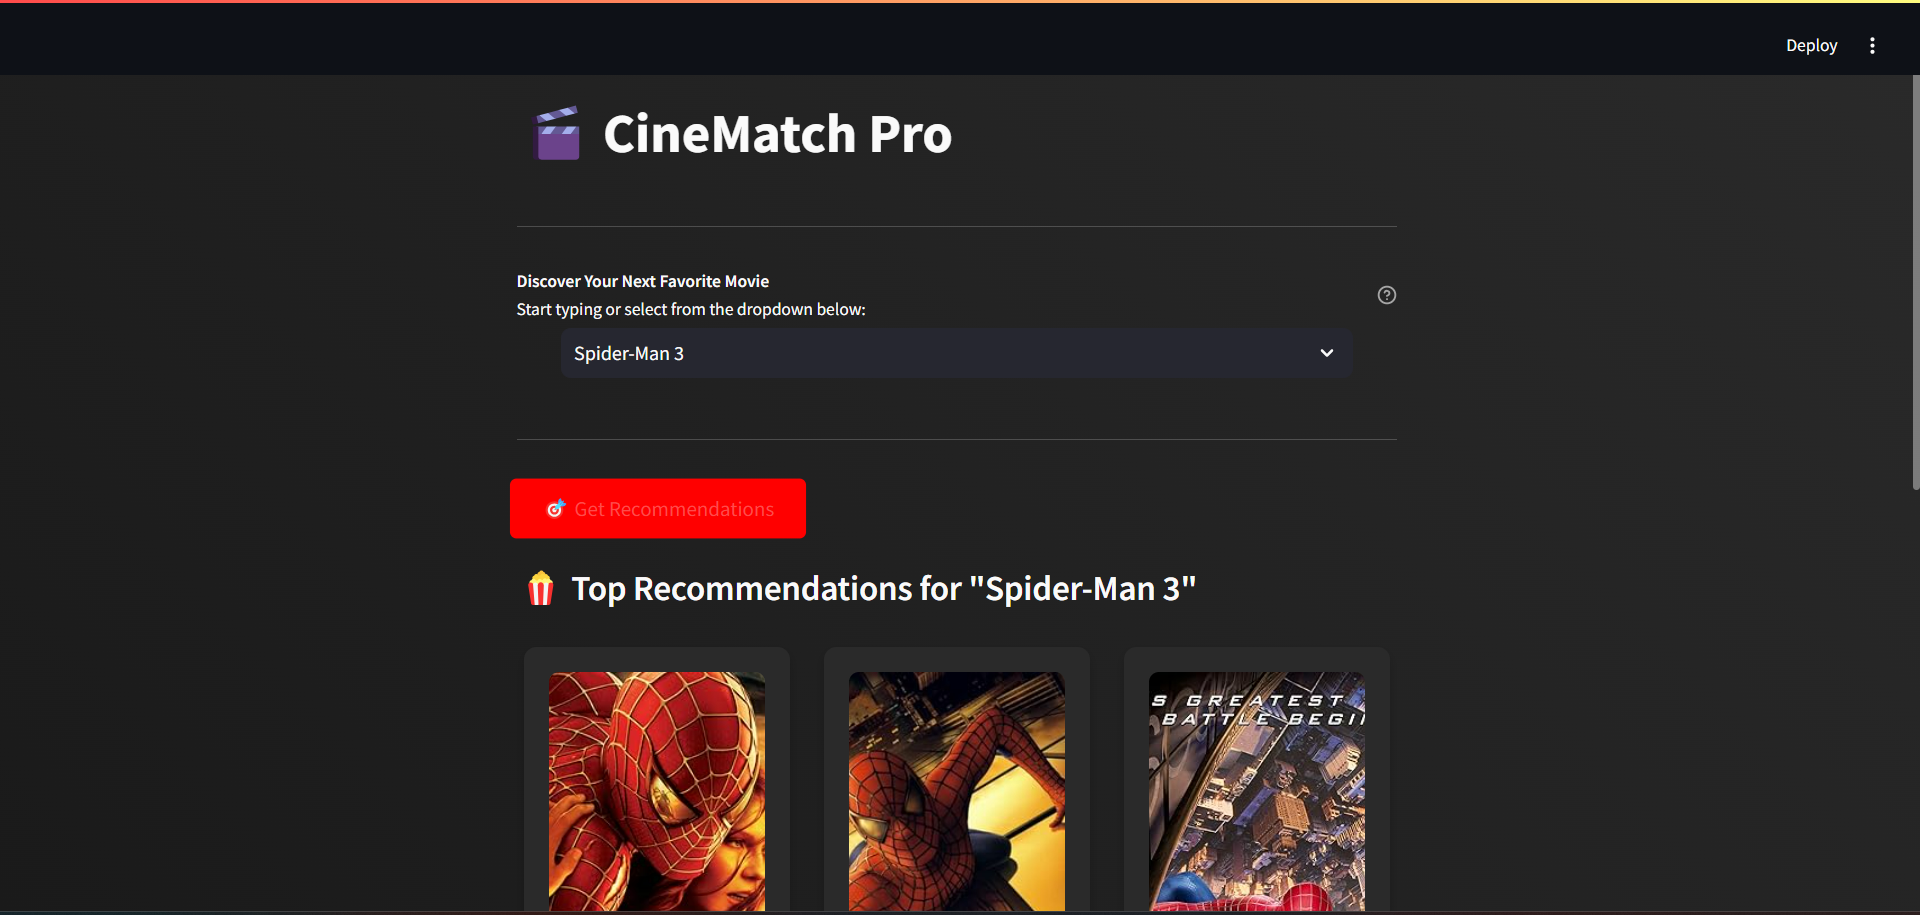 Deploy
CineMatch Pro
Discover Your Next Favorite Movie
Start typing or select from the dropdown below:
Spider-Man 3
Get Recommendations
Top Recommendations for "Spider-Man 3"
S GREATEST
BATTLE BEGI